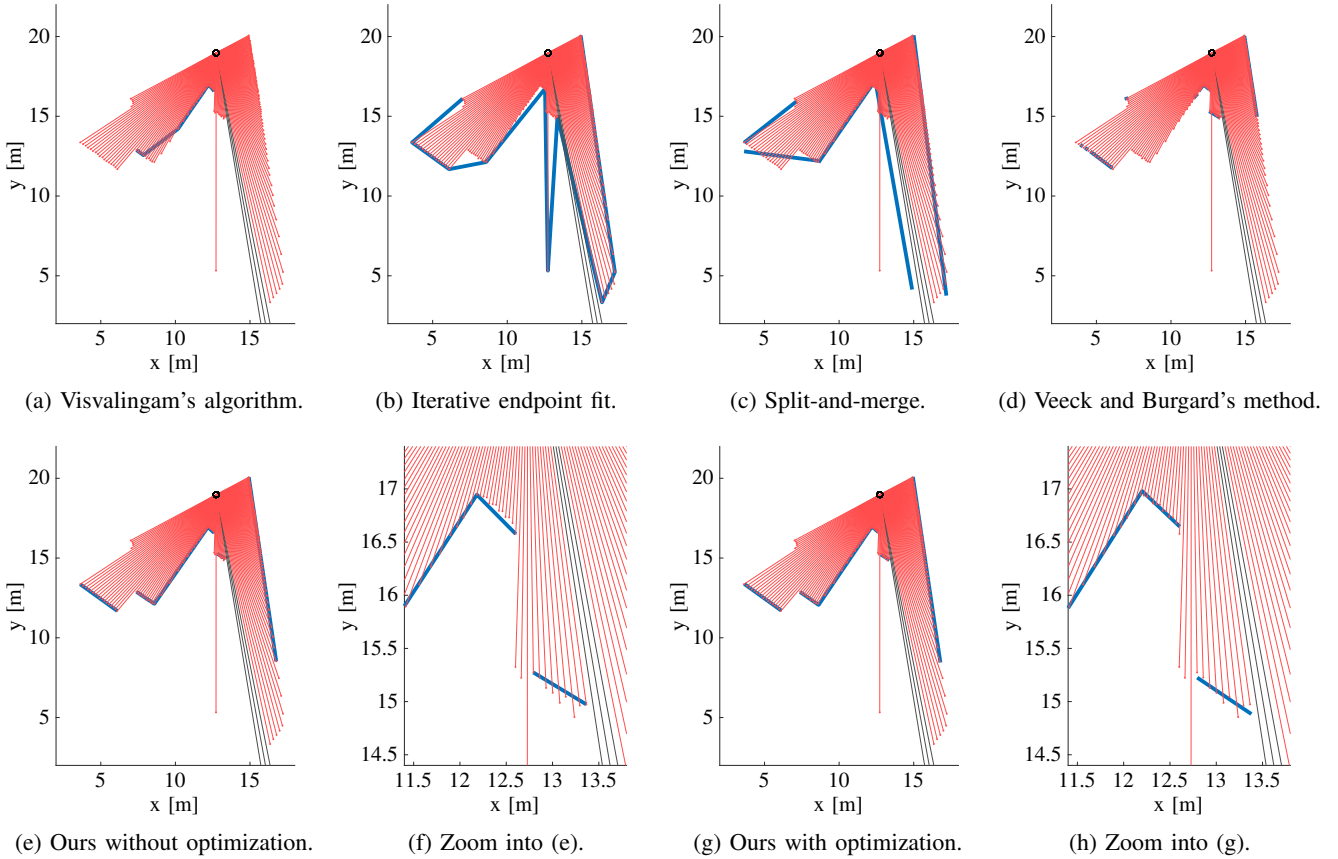 20
15
10
5
y [m]
5 10 15
x [m]
(a) Visvalingam's algorithm.
20
15
10
5
y [m]
5 10 15
x [m]
(b) Iterative endpoint fit.
20
15
10
5
y [m]
5 10 15
x [m]
(c) Split-and-merge.
20
15
10
5
y [m]
5 10 15
x [m]
(d) Veeck and Burgard's method.
20
15
10
5
y [m]
5 10 15
x [m]
(e) Ours without optimization.
17
16.5
16
15.5
15
14.5
y [m]
11.5 12 12.5 13 13.5
x [m]
(f) Zoom into (e).
20
15
10
5
y [m]
5 10 15
x [m]
(g) Ours with optimization.
17
16.5
16
15.5
15
14.5
y [m]
11.5 12 12.5 13 13.5
x [m]
(h) Zoom into (g).